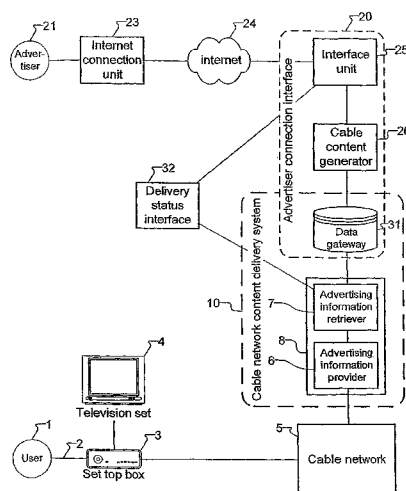 21
Adver-
tiser
23
Internet
connection
unit
24
internet
20
Advertiser connection interface
Interface
unit
25
Cable
content
generator
26
32
Delivery
status
interface
Data
gateway
31
Cable network content delivery system
10
Advertising
information
retriever
7
8
Advertising
information
provider
6
4
Television set
1
User
2
3
Set top box
5
Cable network